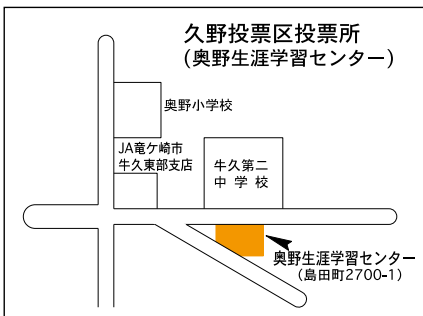 久野投票区投票所
(奥野生涯学習センター)
奥野小学校
JA竜ケ崎市
牛久東部支店
牛久第二
中学校
奥野生涯学習センター
(島田町2700-1)